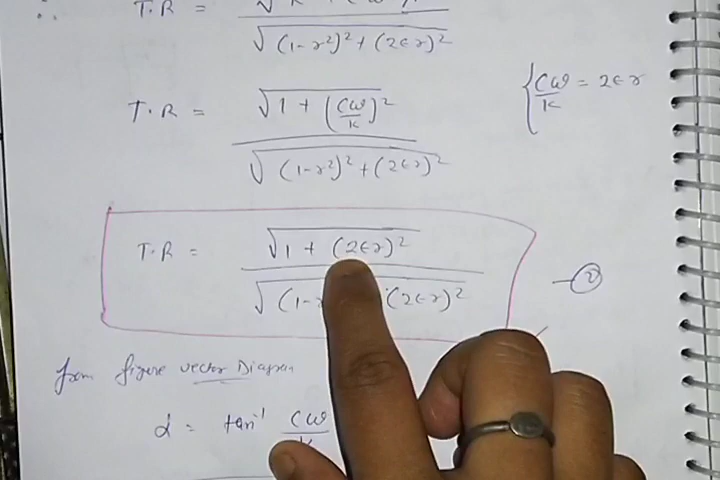 ∴ T.R =
√(1-r²)²+(2ϵr)²
T.R = √1 + (cω/k)² / √(1-r²)²+(2ϵr)²
{cω/k = 2ϵr
T.R = √1 + (2ϵr)² / √(1-r (2ϵr)²
②
from figure vector Diagram
α = tan⁻¹ cω/k